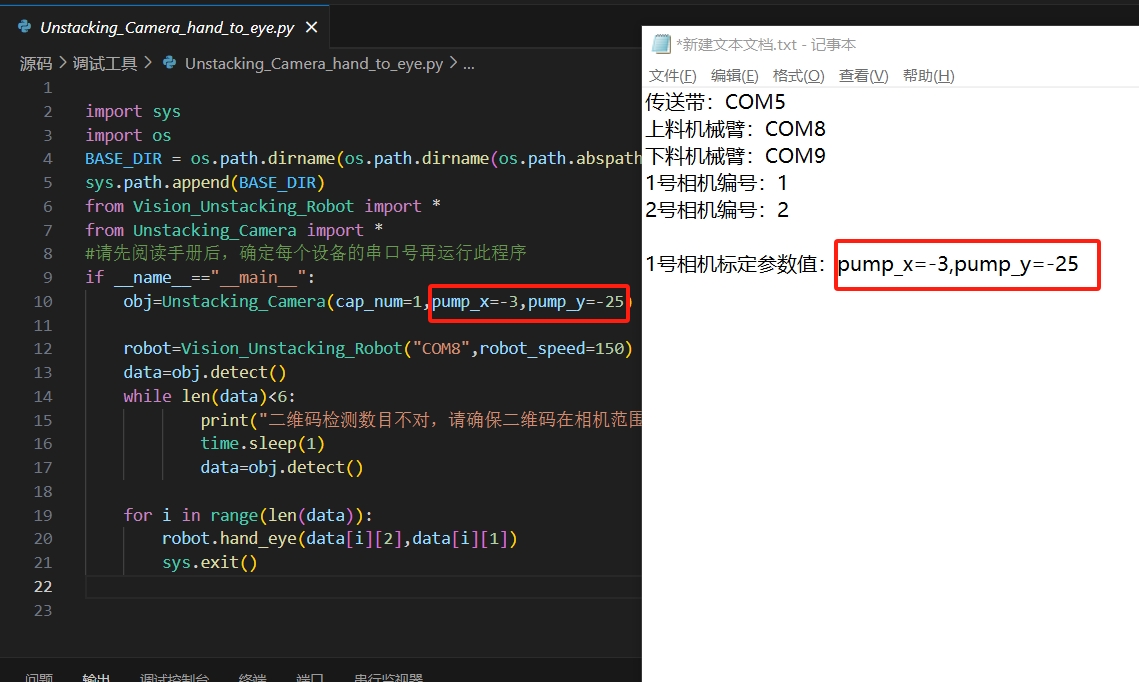 Unstacking_Camera_hand_to_eye.py ×
源码 > 调试工具 > Unstacking_Camera_hand_to_eye.py > ...
1
2 import sys
3 import os
4 BASE_DIR = os.path.dirname(os.path.dirname(os.path.abspath
5 sys.path.append(BASE_DIR)
6 from Vision_Unstacking_Robot import *
7 from Unstacking_Camera import *
8 #请先阅读手册后，确定每个设备的串口号再运行此程序
9 if __name__=="__main__":
10 obj=Unstacking_Camera(cap_num=1,pump_x=-3,pump_y=-25)
11
12 robot=Vision_Unstacking_Robot("COM8",robot_speed=150)
13 data=obj.detect()
14 while len(data)<6:
15 print("二维码检测数目不对，请确保二维码在相机范围
16 time.sleep(1)
17 data=obj.detect()
18
19 for i in range(len(data)):
20 robot.hand_eye(data[i][2],data[i][1])
21 sys.exit()
22
23
问题 输出 调试控制台 终端 端口 串行监视器
*新建文本文档.txt - 记事本
文件(F) 编辑(E) 格式(O) 查看(V) 帮助(H)
传送带：COM5
上料机械臂：COM8
下料机械臂：COM9
1号相机编号：1
2号相机编号：2
1号相机标定参数值：pump_x=-3,pump_y=-25